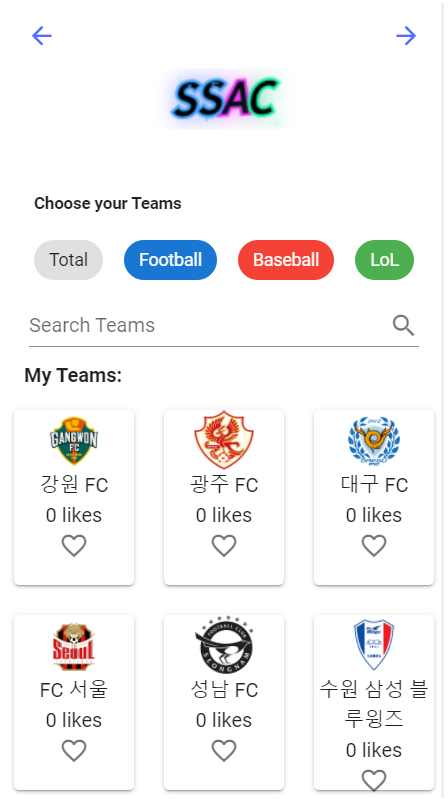 SSAC
Choose your Teams
Total Football Baseball LoL
Search Teams
My Teams:
GANGWON
강원 FC
0 likes
광주 FC
0 likes
대구 FC
0 likes
SEOUL
FC 서울
0 likes
FOOTBALL CLUB
SEONGNAM
성남 FC
0 likes
수원 삼성 블
루윙즈
0 likes